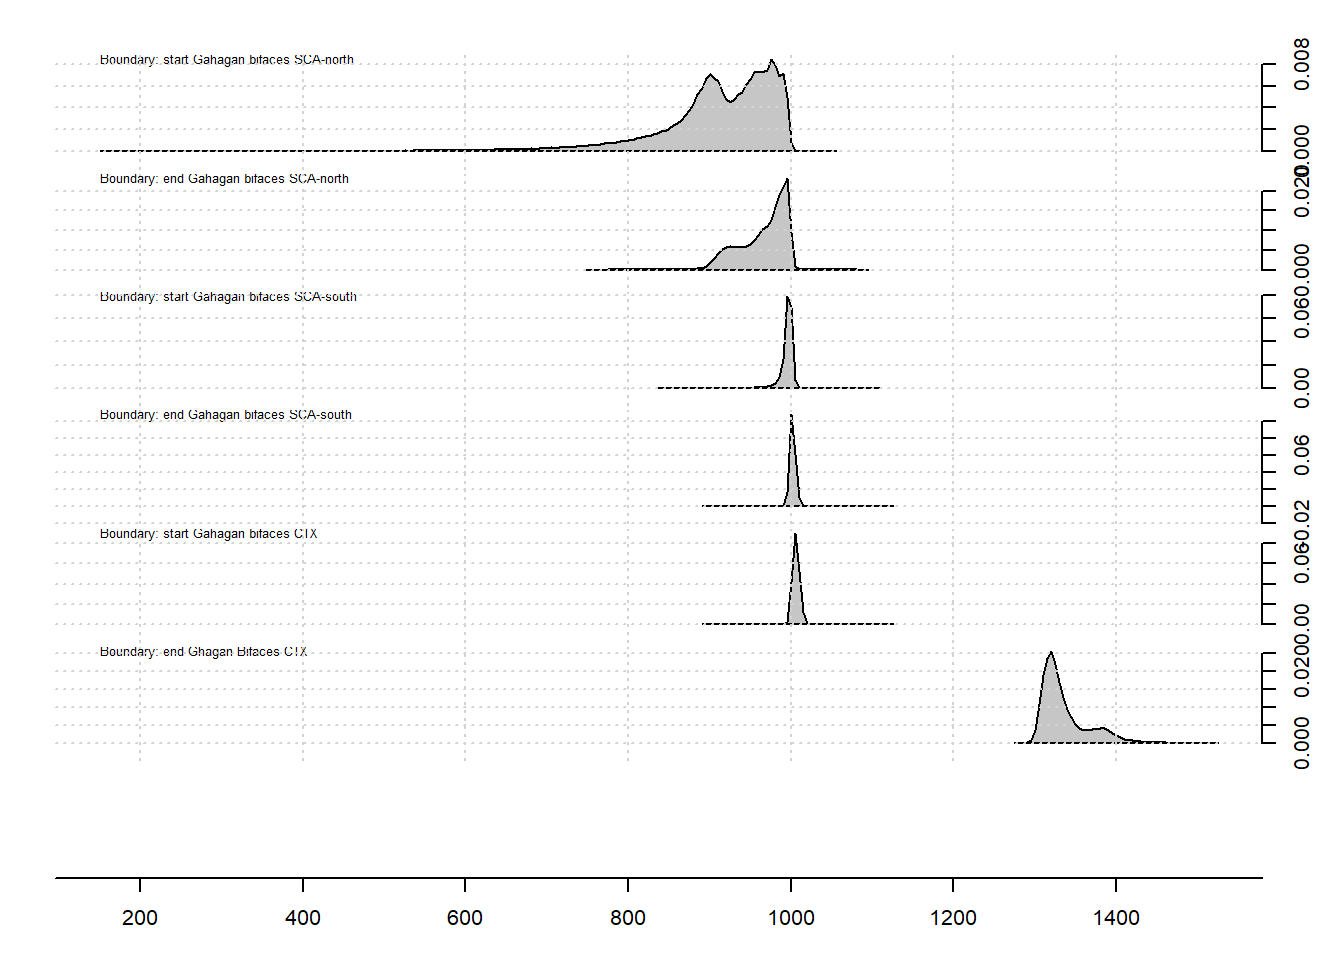 Boundary: start Gahagan bifaces SCA-north
0.008
0.000
Boundary: end Gahagan bifaces SCA-north
0.020
0.000
Boundary: start Gahagan bifaces SCA-south
0.06
0.00
Boundary: end Gahagan bifaces SCA-south
0.06
0.02
Boundary: start Gahagan bifaces CTX
0.06
0.00
Boundary: end Ghagan Bifaces CTX
0.020
0.000
200 400 600 800 1000 1200 1400